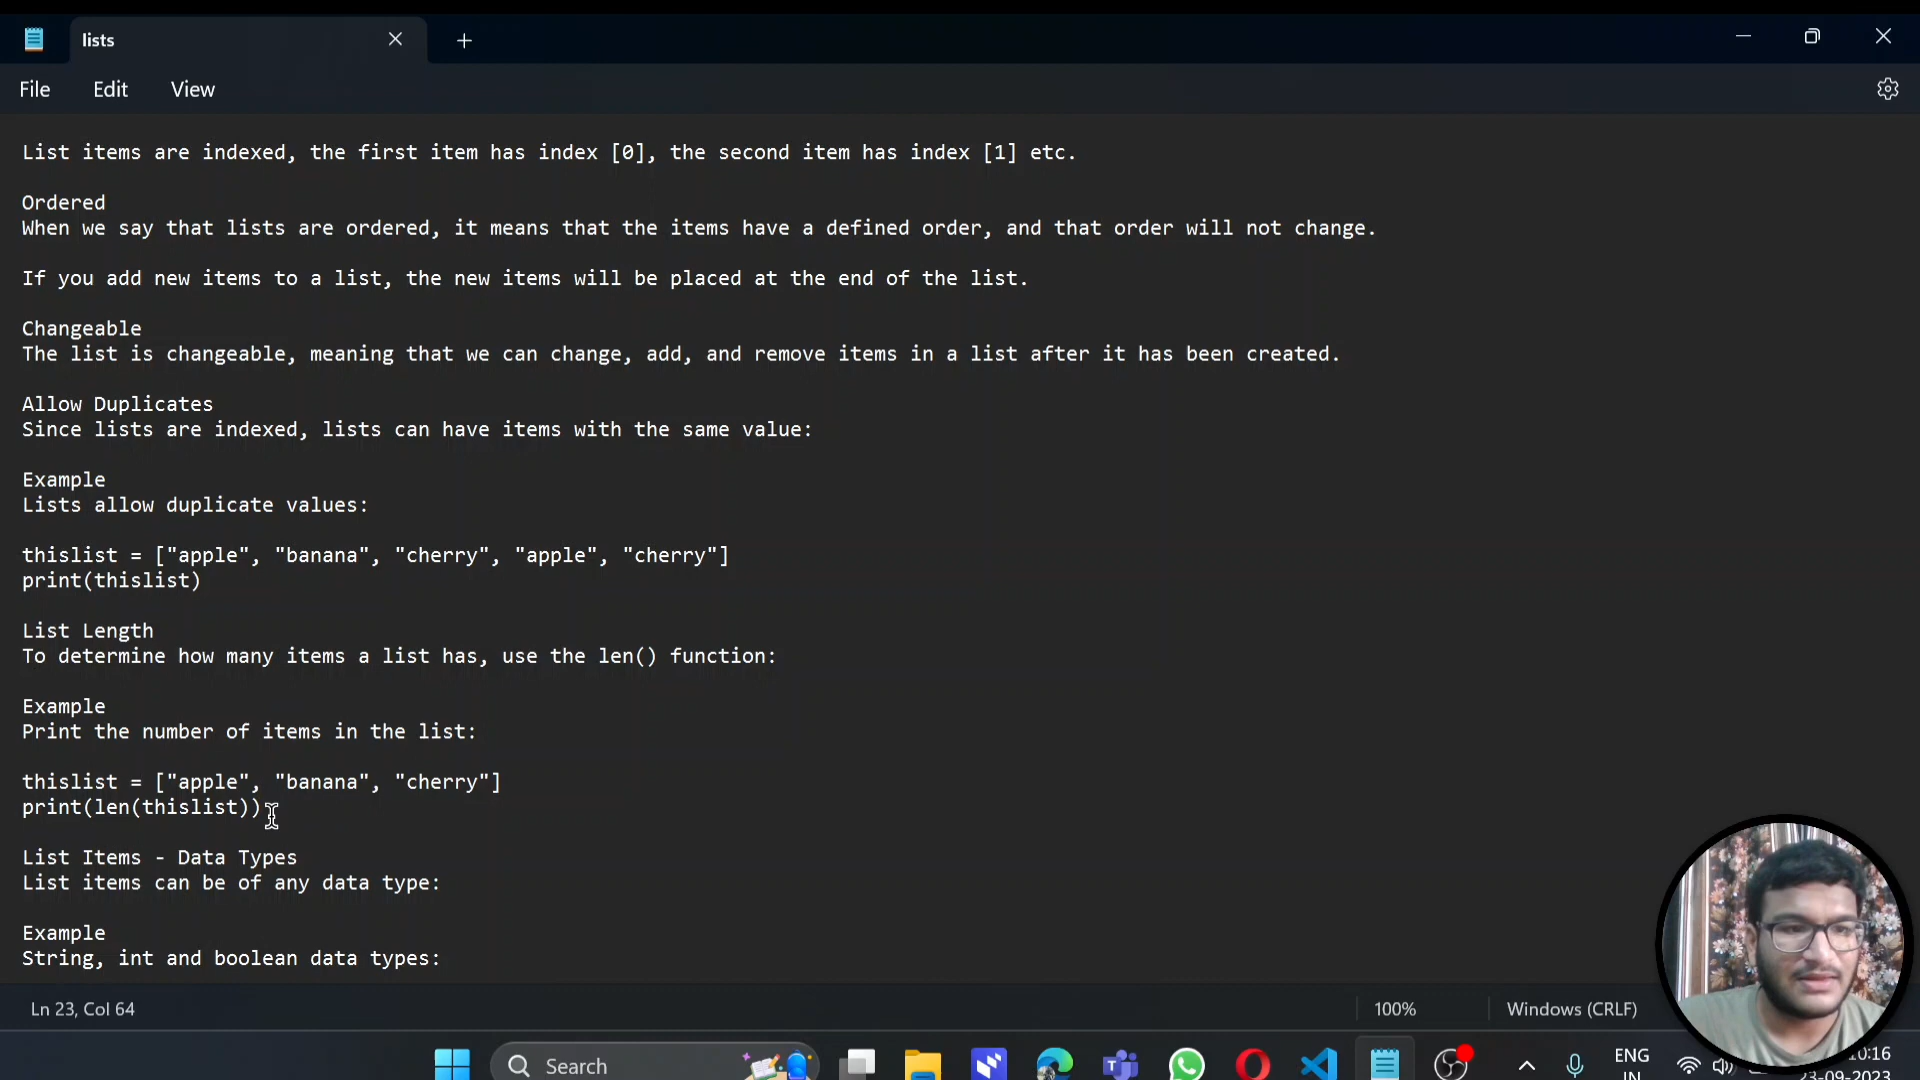 lists
File Edit View
List items are indexed, the first item has index [0], the second item has index [1] etc.
Ordered
When we say that lists are ordered, it means that the items have a defined order, and that order will not change.
If you add new items to a list, the new items will be placed at the end of the list.
Changeable
The list is changeable, meaning that we can change, add, and remove items in a list after it has been created.
Allow Duplicates
Since lists are indexed, lists can have items with the same value:
Example
Lists allow duplicate values:
thislist = ["apple", "banana", "cherry", "apple", "cherry"]
print(thislist)
List Length
To determine how many items a list has, use the len() function:
Example
Print the number of items in the list:
thislist = ["apple", "banana", "cherry"]
print(len(thislist))
List Items - Data Types
List items can be of any data type:
Example
String, int and boolean data types:
Ln 23, Col 64 100% Windows (CRLF)
Search ENG 10:16
IN 23-09-2023